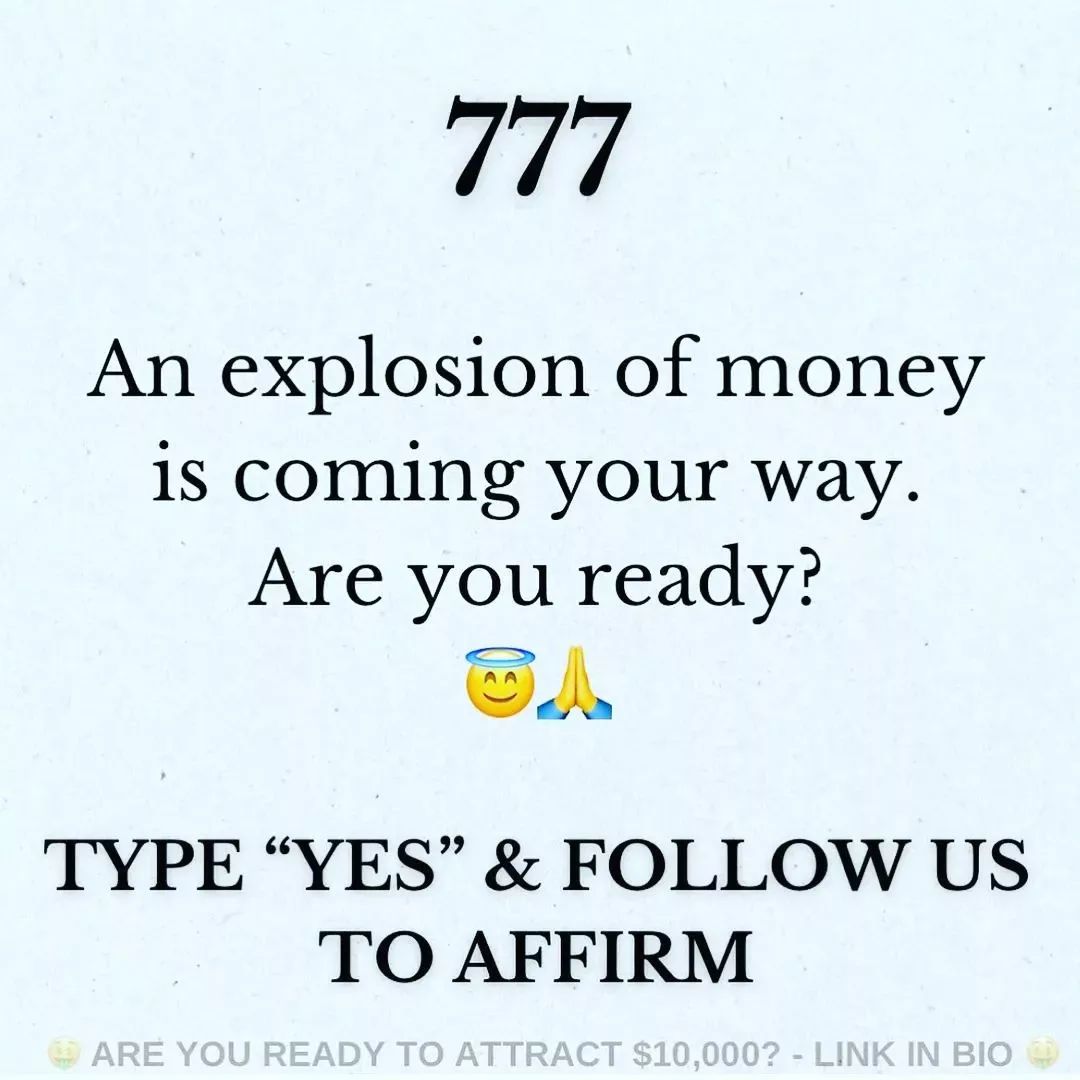 777
An explosion of money
is coming your way.
Are you ready?
😇🙏
TYPE “YES” & FOLLOW US
TO AFFIRM
🤑 ARE YOU READY TO ATTRACT $10,000? - LINK IN BIO 🤑